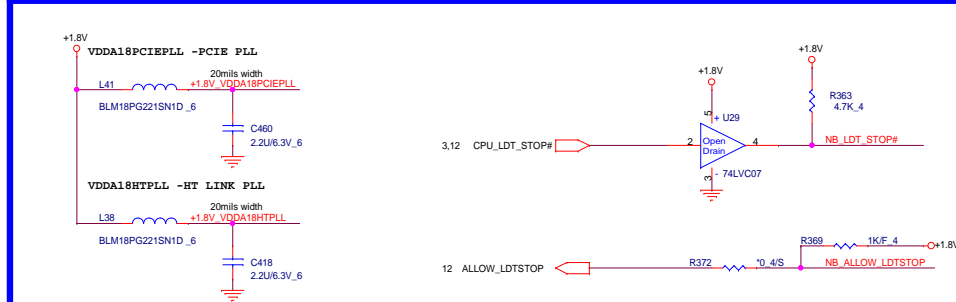 +1.8V
VDDA18PCIEPLL -PCIE PLL
20mils width
L41
+1.8V_VDDA18PCIEPLL
BLM18PG221SN1D _6
C460
2.2U/6.3V_6
VDDA18HTPLL -HT LINK PLL
20mils width
L38
+1.8V_VDDA18HTPLL
BLM18PG221SN1D _6
C418
2.2U/6.3V_6
+1.8V
+1.8V
R363
4.7K_4
5
+
U29
3,12
CPU_LDT_STOP#
2
Open
Drain
4
NB_LDT_STOP#
3
-
74LVC07
R369
1K/F_4
+1.8V
12
ALLOW_LDTSTOP
R372
*0_4/S
NB_ALLOW_LDTSTOP